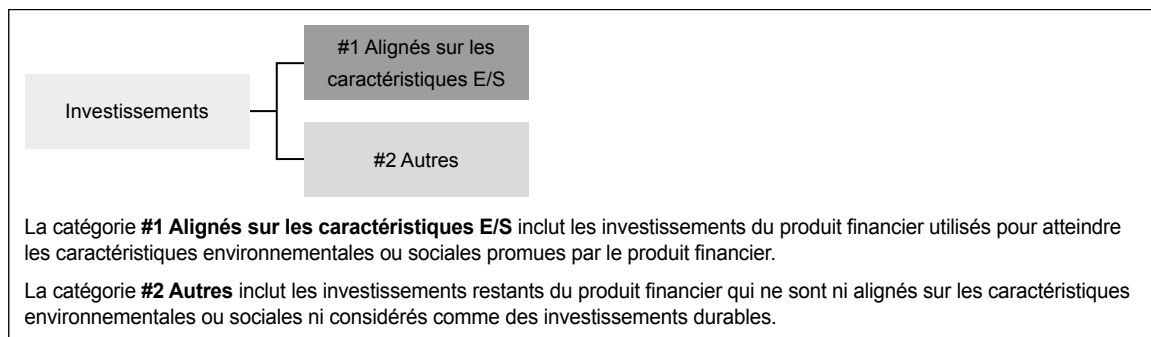 #1 Alignés sur les
caractéristiques E/S
Investissements
#2 Autres
La catégorie #1 Alignés sur les caractéristiques E/S inclut les investissements du produit financier utilisés pour atteindre
les caractéristiques environnementales ou sociales promues par le produit financier.
La catégorie #2 Autres inclut les investissements restants du produit financier qui ne sont ni alignés sur les caractéristiques
environnementales ou sociales ni considérés comme des investissements durables.